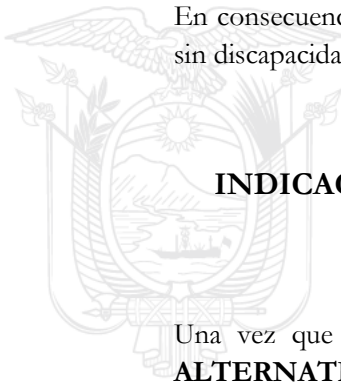 En consecuenc
sin discapacida
INDICAC
Una vez que
ALTERNATI